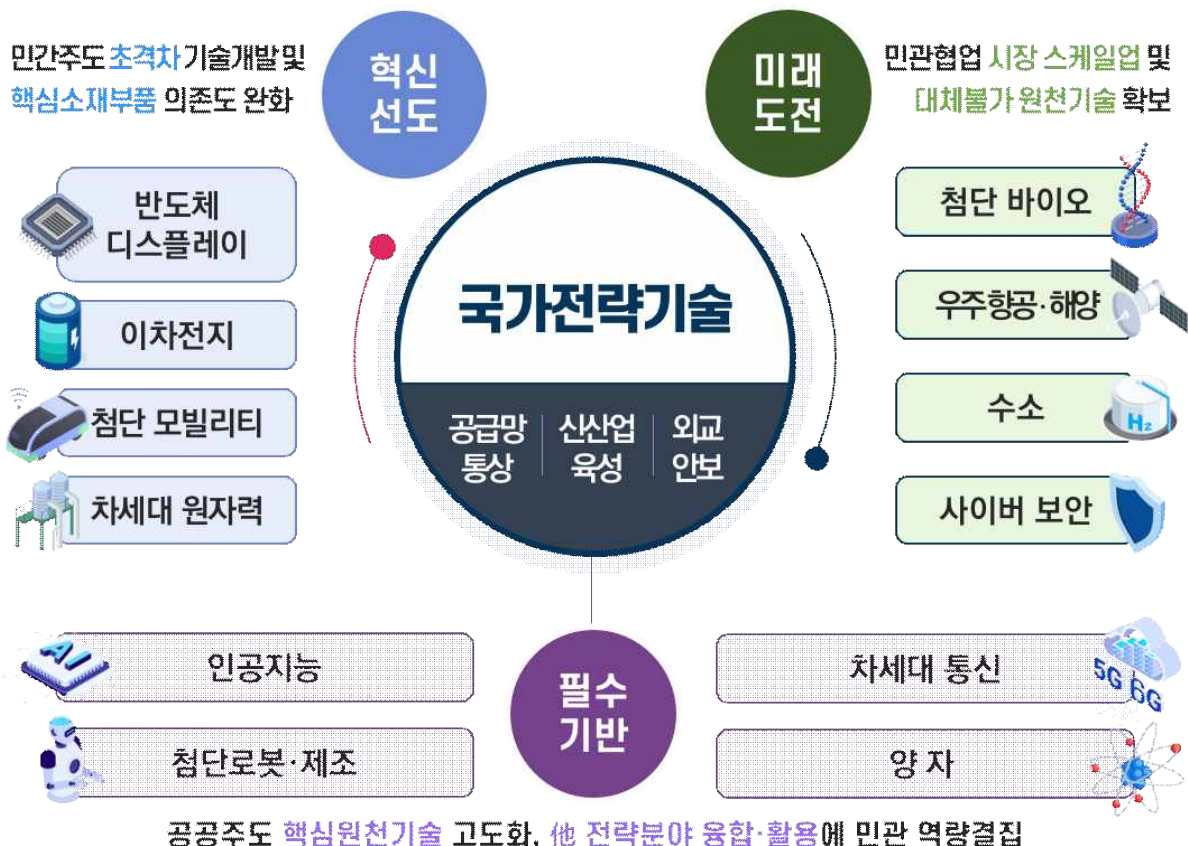 민간주도 초격차 기술개발 및
핵심소재부품 의존도 완화
혁신
선도
미래
도전
민관협업 시장 스케일업 및
대체불가 원천기술 확보
반도체
디스플레이
이차전지
첨단 모빌리티
차세대 원자력
국가전략기술
공급망
통상
신산업
육성
외교
안보
첨단 바이오
우주항공·해양
수소
H₂
사이버 보안
AI
인공지능
첨단로봇·제조
필수
기반
차세대 통신
5G 6G
양자
공공주도 핵심원천기술 고도화, 他 전략분야 융합·활용에 민관 역량결집